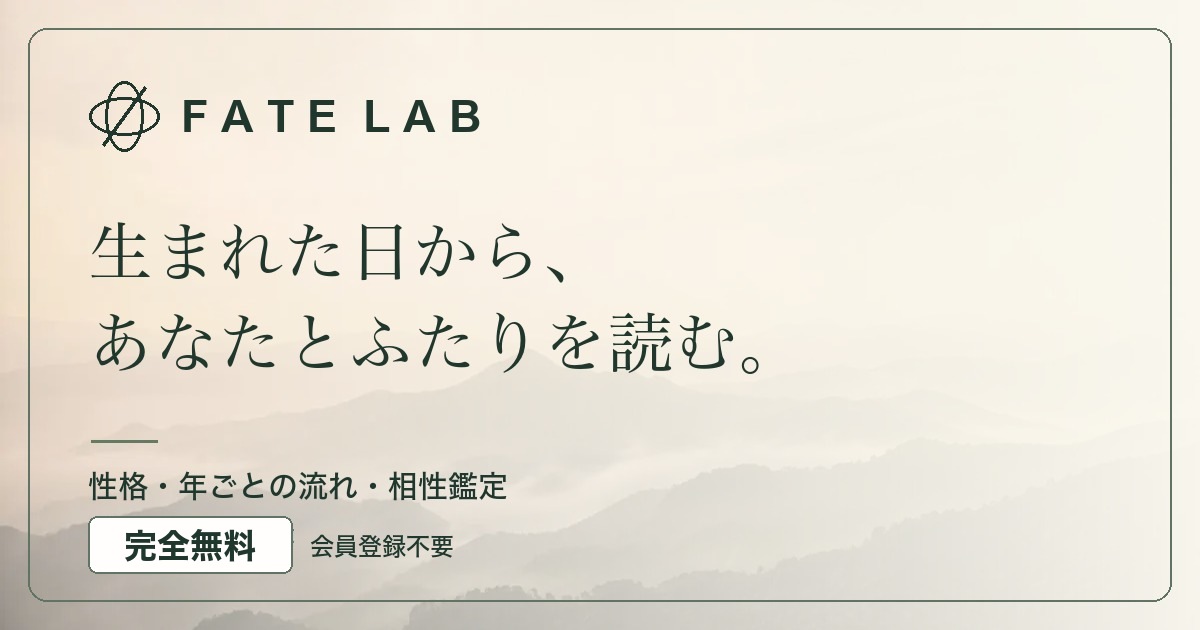 FATE LAB
生まれた日から、
あなたとふたりを読む。
性格・年ごとの流れ・相性鑑定
完全無料 会員登録不要